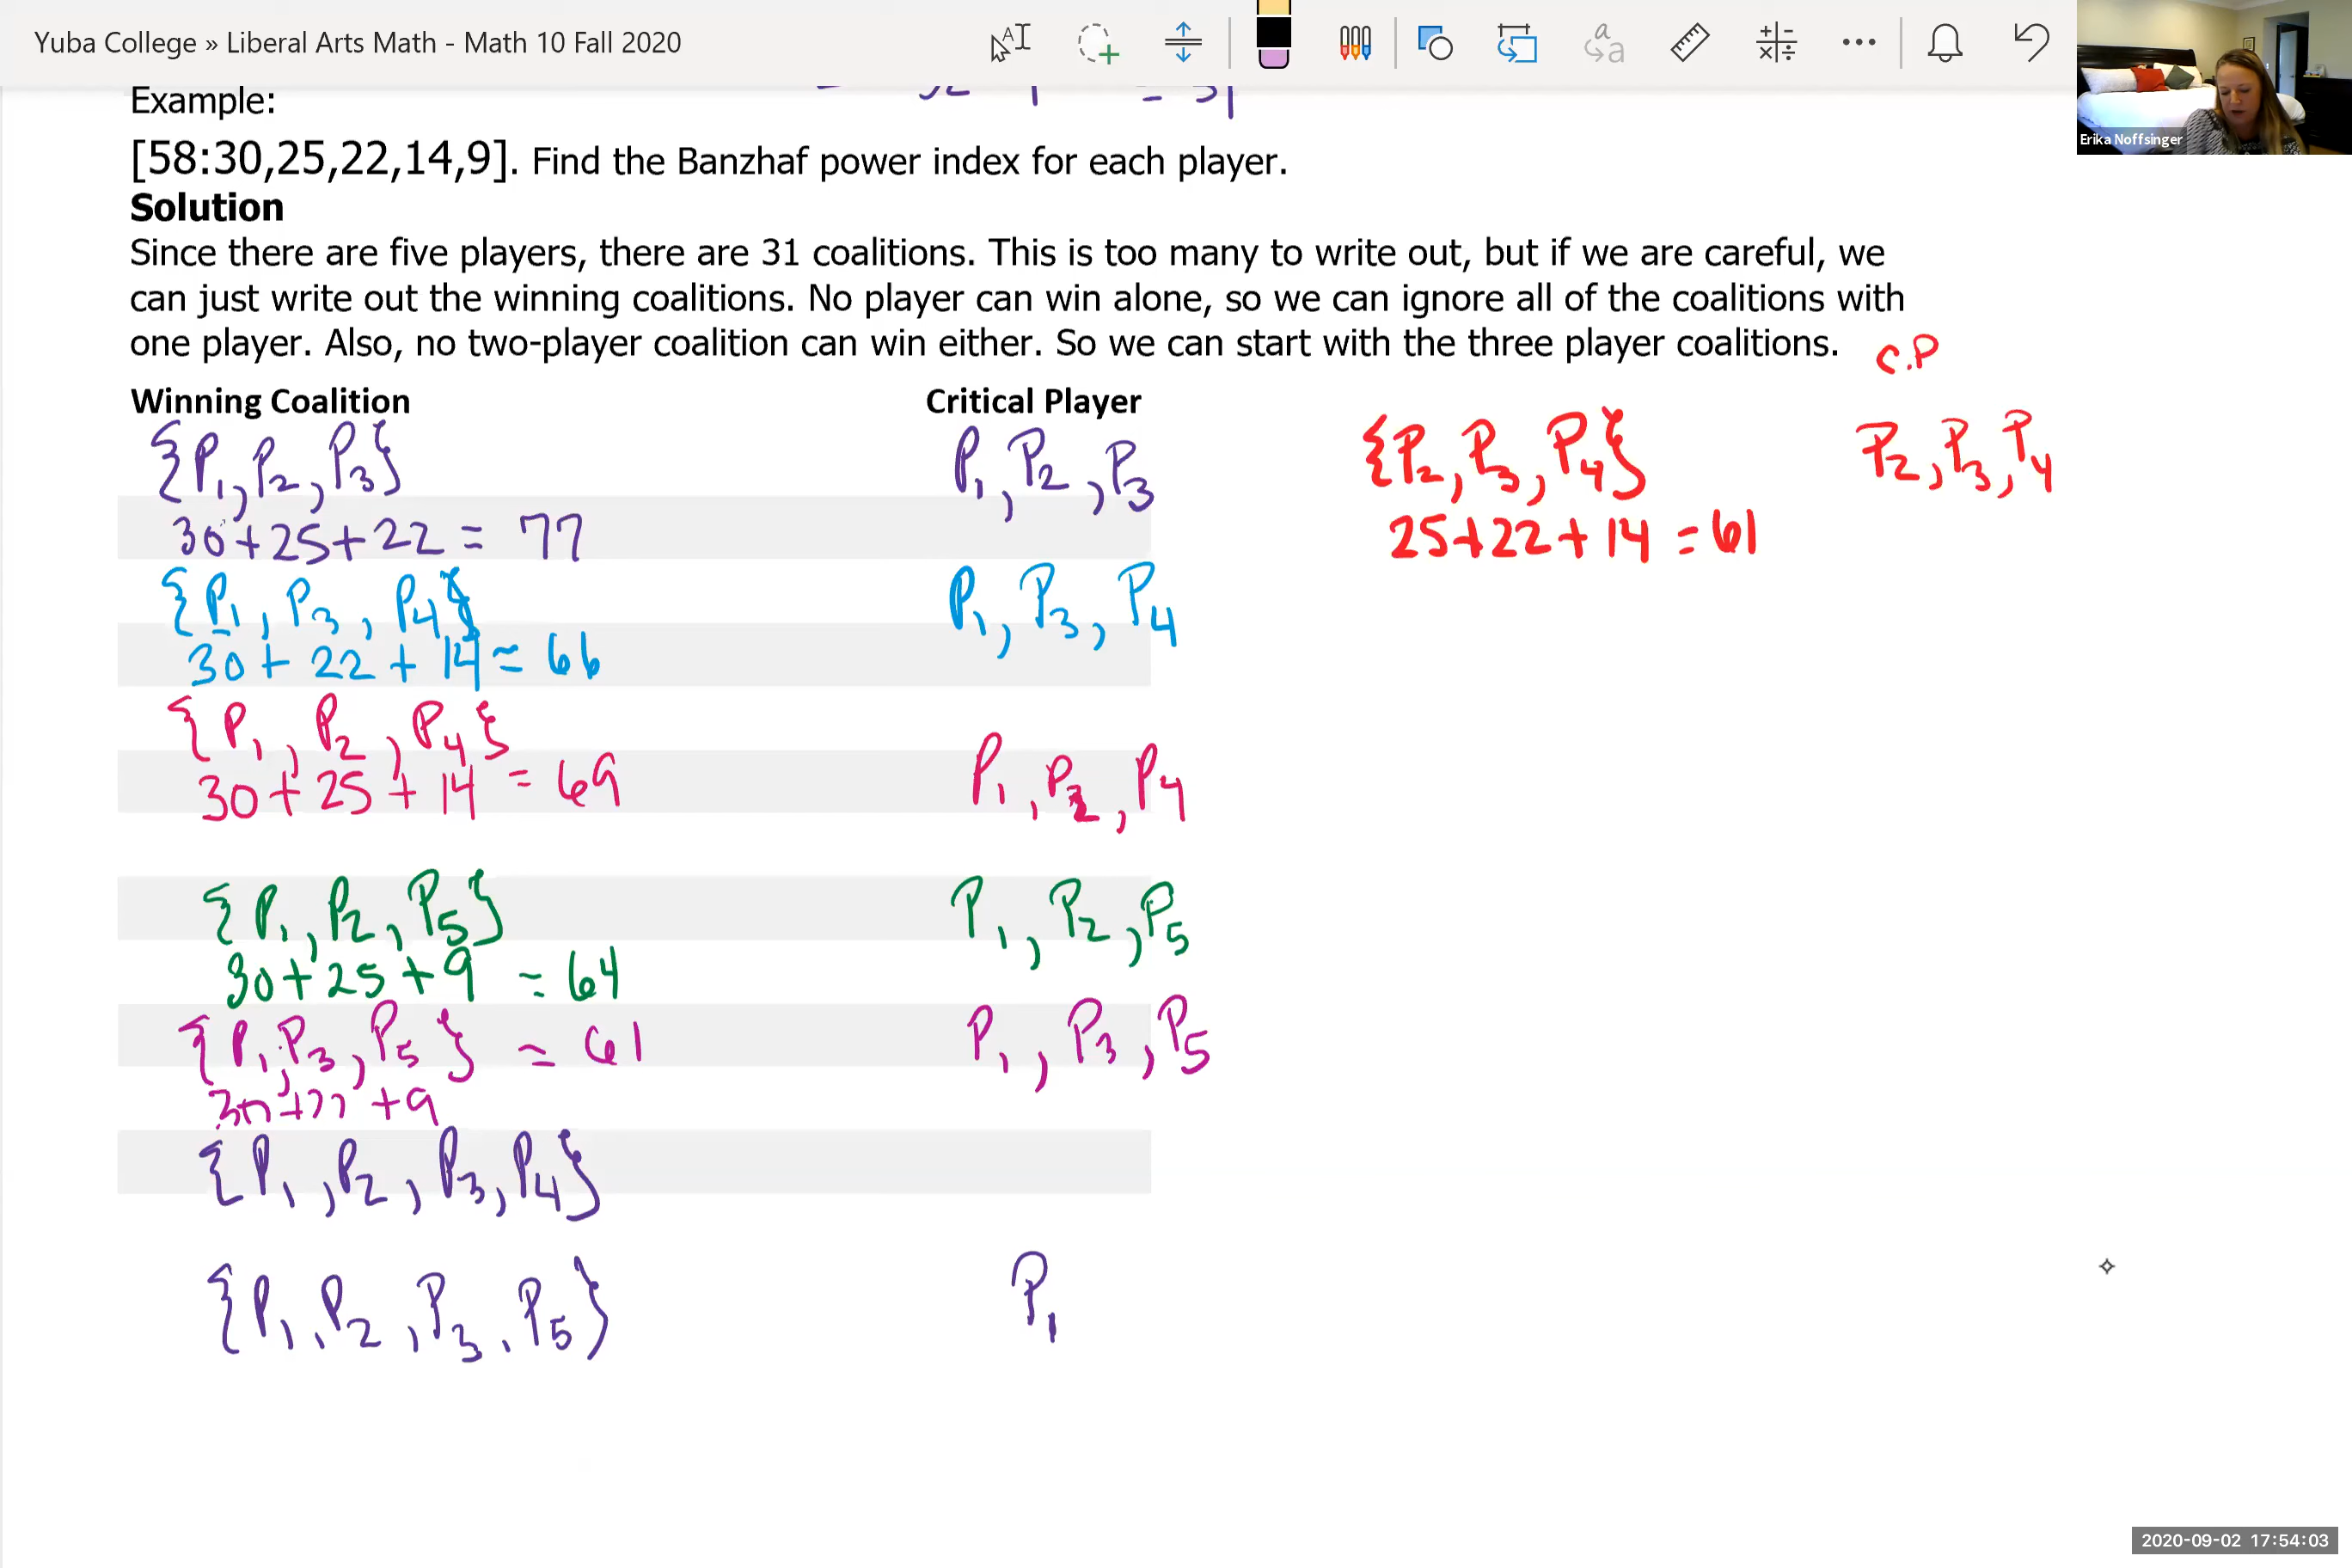 Yuba College » Liberal Arts Math - Math 10 Fall 2020
Erika Noffsinger
Example:
[58:30,25,22,14,9]. Find the Banzhaf power index for each player.
Solution
Since there are five players, there are 31 coalitions. This is too many to write out, but if we are careful, we
can just write out the winning coalitions. No player can win alone, so we can ignore all of the coalitions with
one player. Also, no two-player coalition can win either. So we can start with the three player coalitions.
C.P
Winning Coalition Critical Player
{P1, P2, P3} P1, P2, P3 {P2, P3, P4} P2, P3, P4
30+25+22 = 77 25+22+14 = 61
{P1, P3, P4} P1, P3, P4
30+22+14 = 66
{P1, P2, P4}
30+25+14 = 69 P1, P2, P4
{P1, P2, P5} P1, P2, P5
30+25+9 = 64
{P1, P3, P5} = 61 P1, P3, P5
30+22+9
{P1, P2, P3, P4}
{P1, P2, P3, P5} P1
2020-09-02 17:54:03